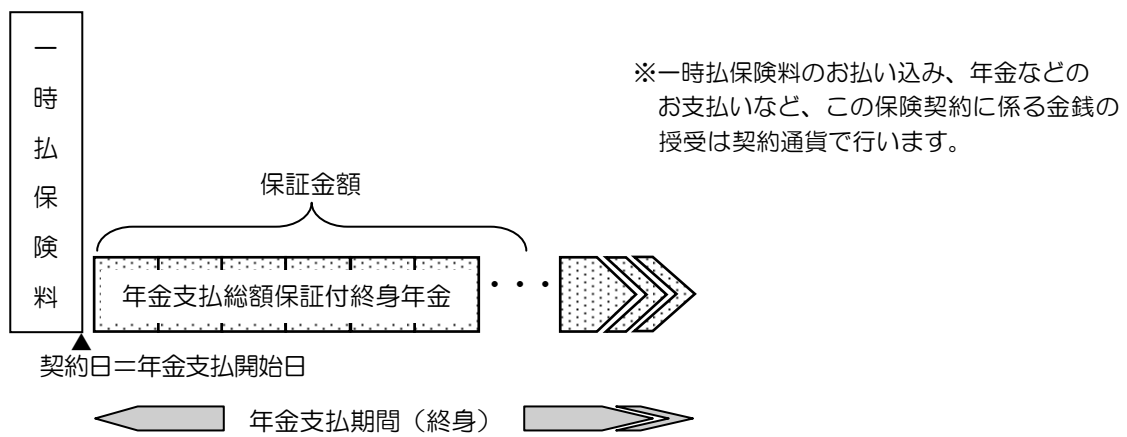 一時払保険料
※一時払保険料のお払い込み、年金などの
お支払いなど、この保険契約に係る金銭の
授受は契約通貨で行います。
保証金額
年金支払総額保証付終身年金
・・・
契約日＝年金支払開始日
年金支払期間（終身）